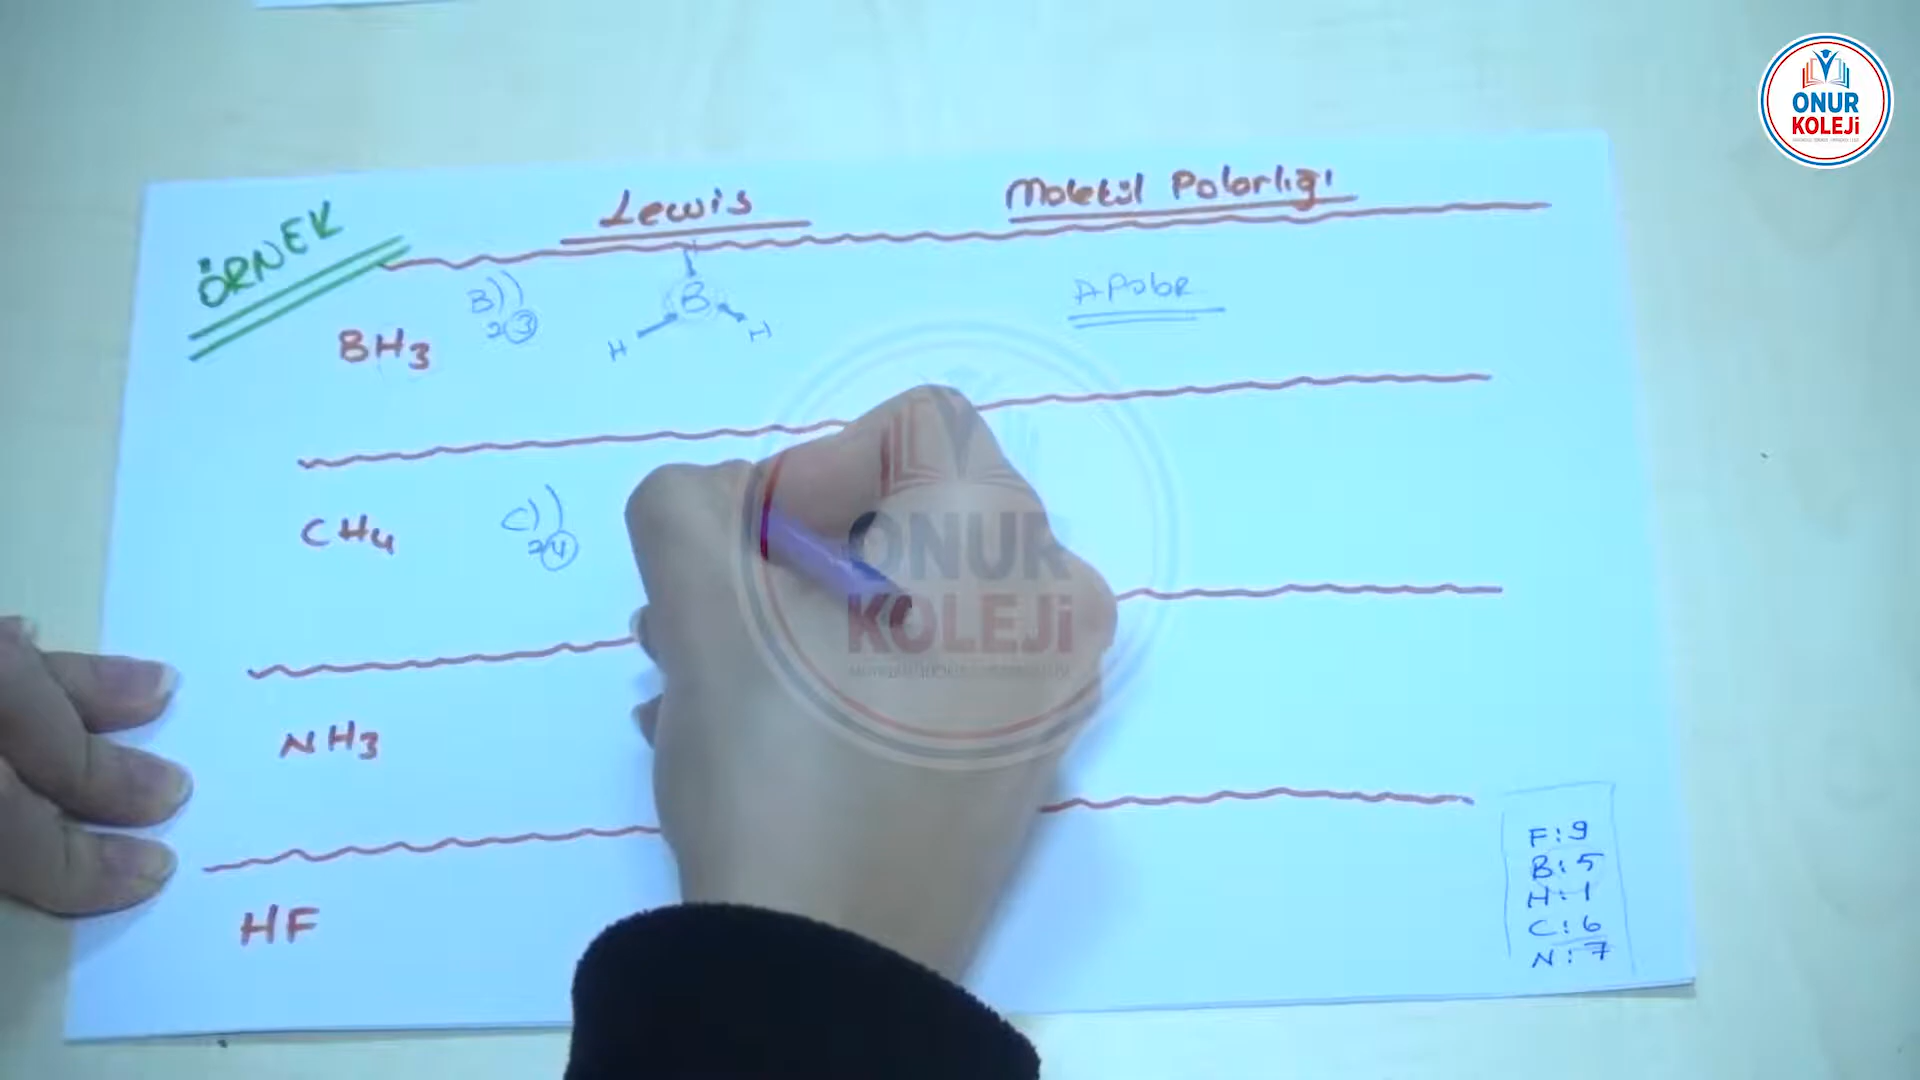 ONUR
KOLEJİ
ÖRNEK
Lewis
Molekül Polarlığı
BH3
B))
2 3
B
H
H
APolar
CH4
C))
2 4
ONUR
KOLEJİ
NH3
HF
F:9
B:5
H:1
C:6
N:7